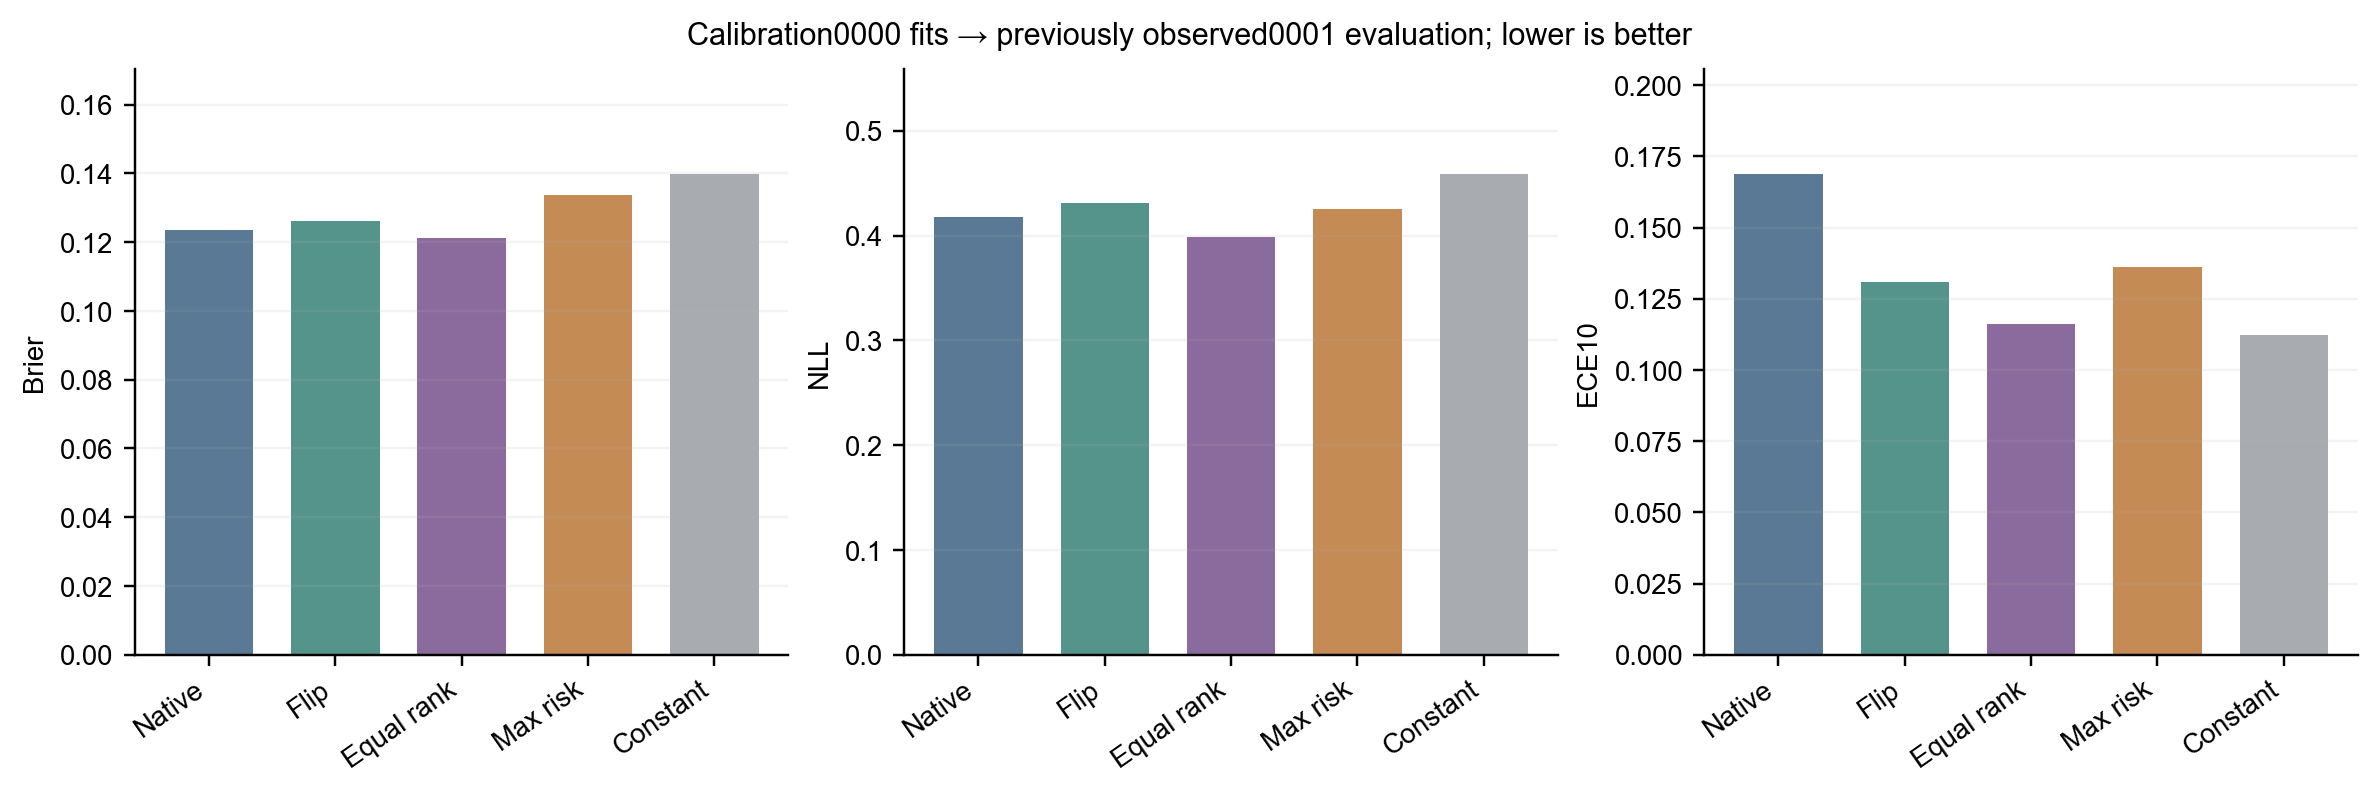 Calibration0000 fits → previously observed0001 evaluation; lower is better
Brier
0.16
0.14
0.12
0.10
0.08
0.06
0.04
0.02
0.00
Native
Flip
Equal rank
Max risk
Constant
NLL
0.5
0.4
0.3
0.2
0.1
0.0
Native
Flip
Equal rank
Max risk
Constant
ECE10
0.200
0.175
0.150
0.125
0.100
0.075
0.050
0.025
0.000
Native
Flip
Equal rank
Max risk
Constant